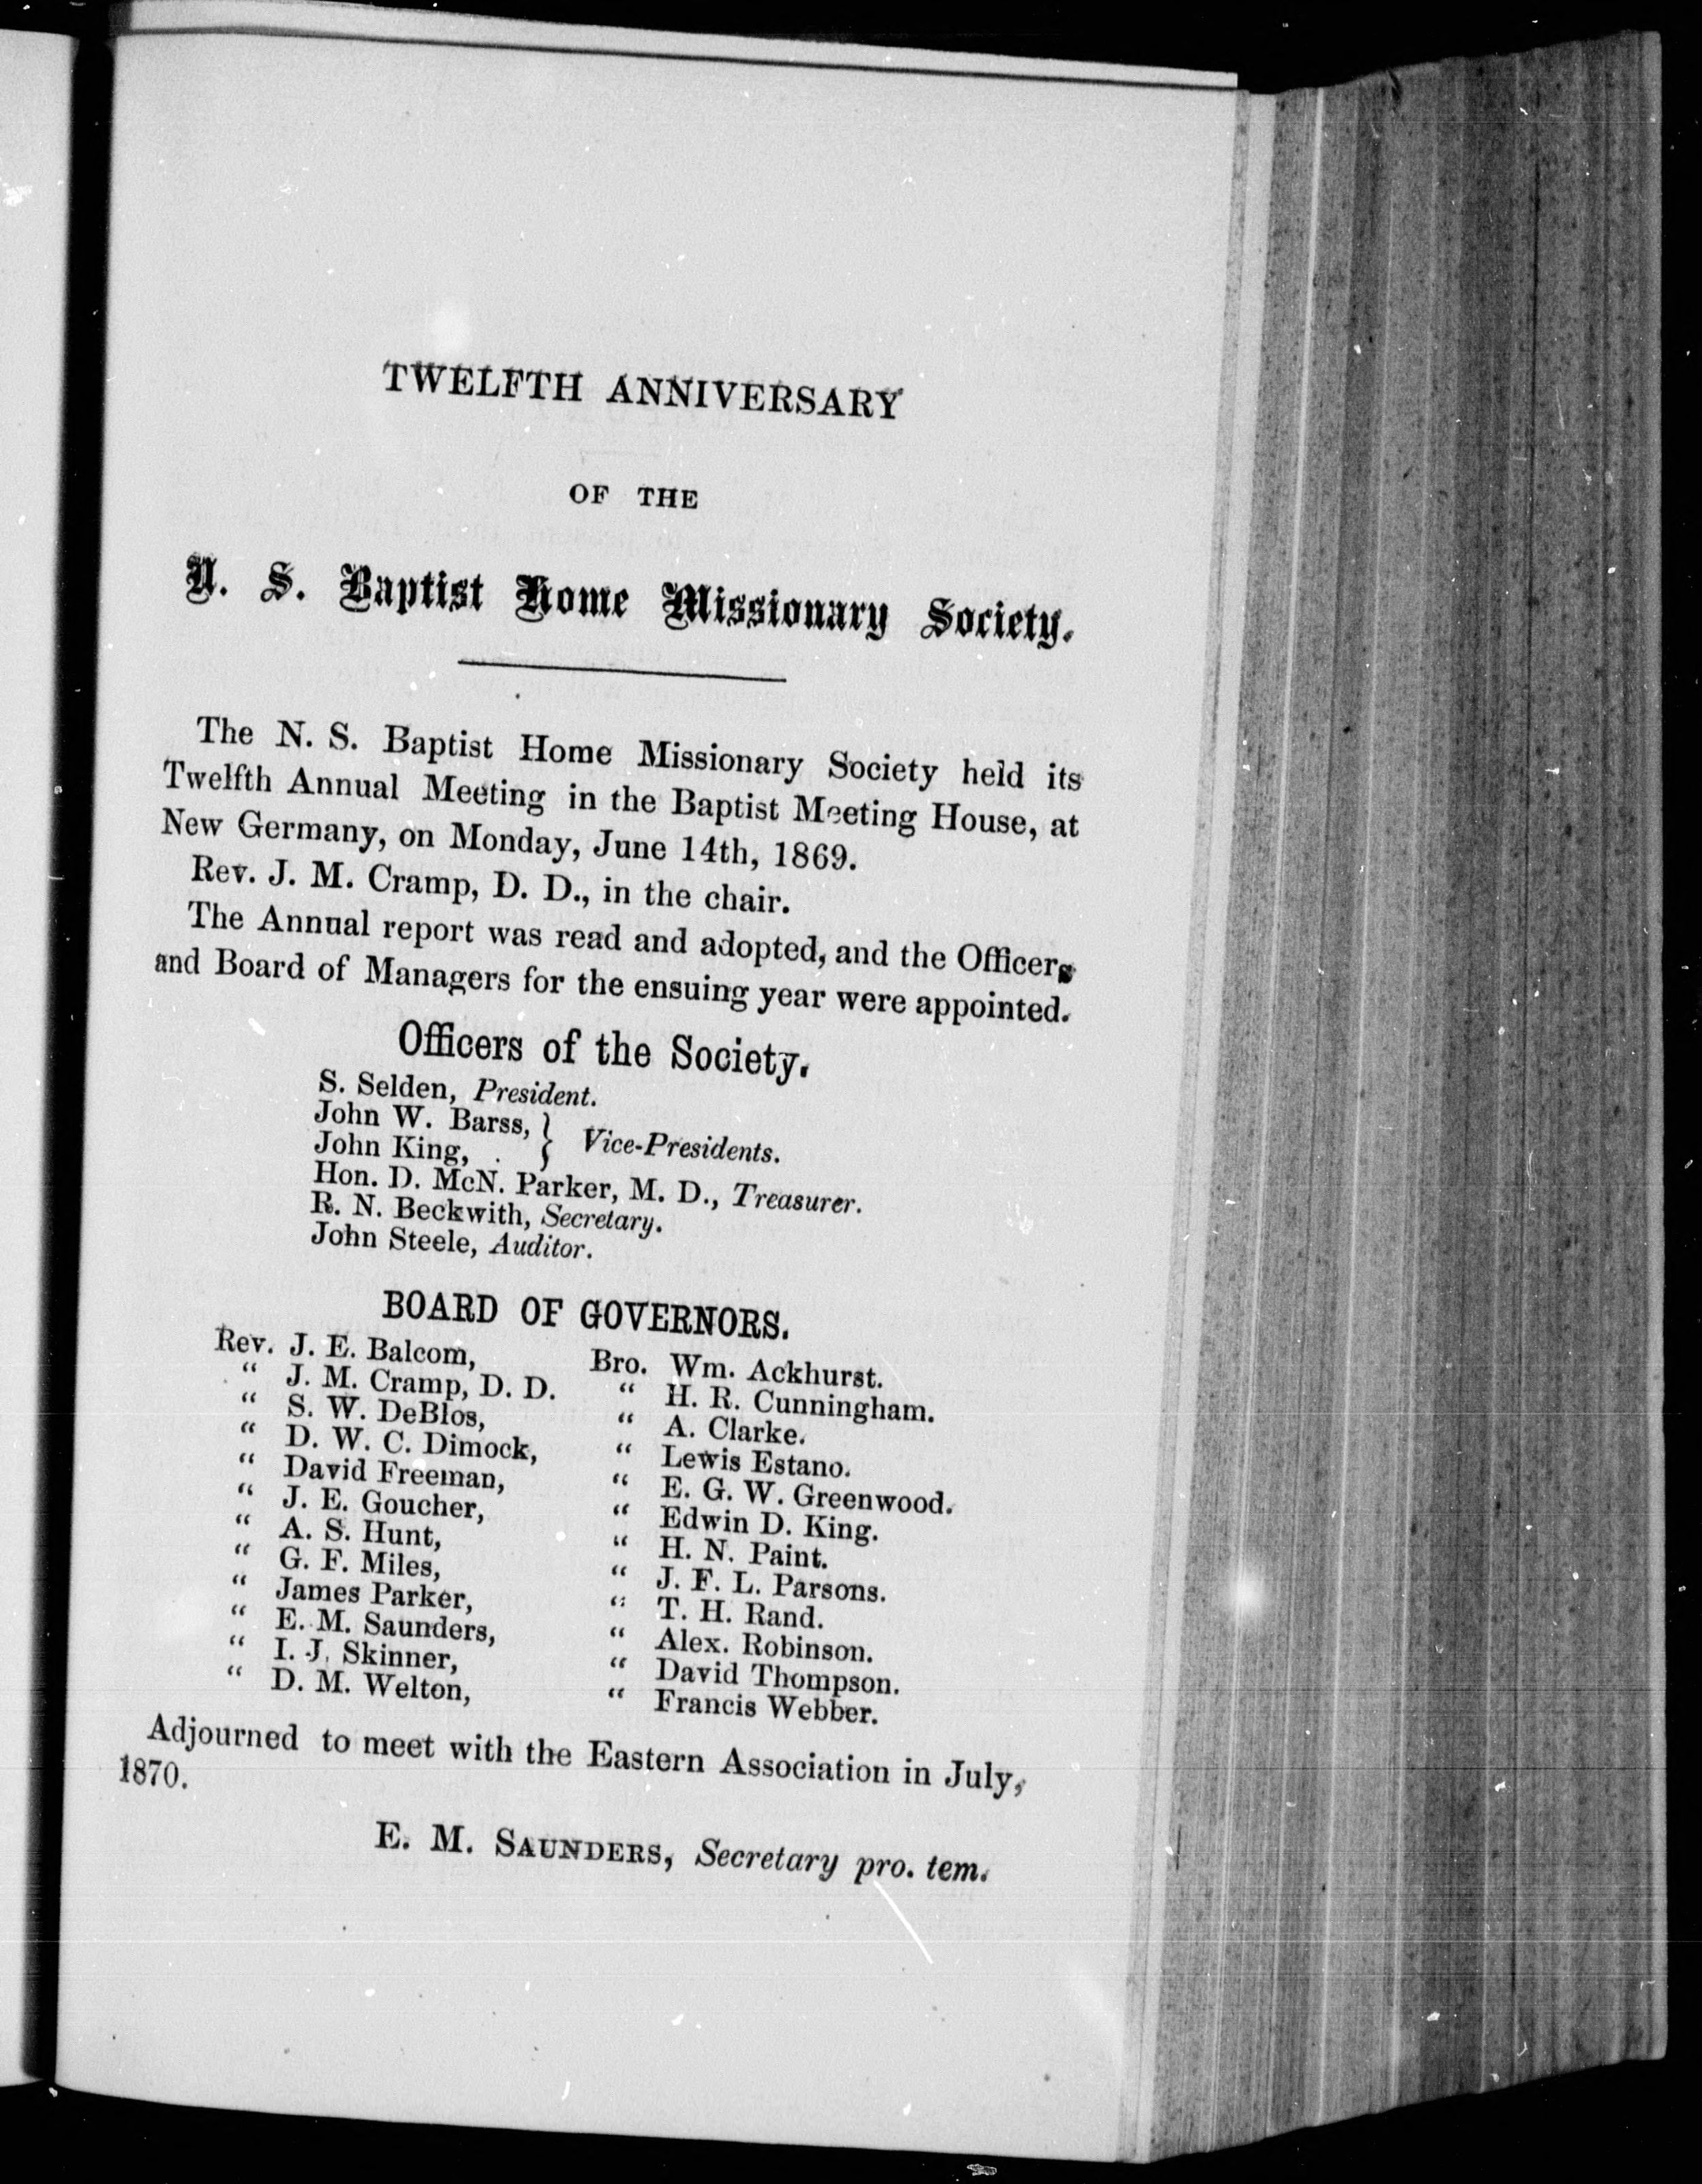 TWELFTH ANNIVERSARY
OF THE
N. S. Baptist Home Missionary Society.
The N. S. Baptist Home Missionary Society held its
Twelfth Annual Meeting in the Baptist Meeting House, at
New Germany, on Monday, June 14th, 1869.
Rev. J. M. Cramp, D. D., in the chair.
The Annual report was read and adopted, and the Officers
and Board of Managers for the ensuing year were appointed.
Officers of the Society.
S. Selden, President.
John W. Barss, } Vice-Presidents.
John King,
Hon. D. McN. Parker, M. D., Treasurer.
R. N. Beckwith, Secretary.
John Steele, Auditor.
BOARD OF GOVERNORS.
Rev. J. E. Balcom, Bro. Wm. Ackhurst.
" J. M. Cramp, D. D. " H. R. Cunningham.
" S. W. DeBlos, " A. Clarke.
" D. W. C. Dimock, " Lewis Estano.
" David Freeman, " E. G. W. Greenwood.
" J. E. Goucher, " Edwin D. King.
" A. S. Hunt, " H. N. Paint.
" G. F. Miles, " J. F. L. Parsons.
" James Parker, " T. H. Rand.
" E. M. Saunders, " Alex. Robinson.
" I. J. Skinner, " David Thompson.
" D. M. Welton, " Francis Webber.
Adjourned to meet with the Eastern Association in July,
1870.
E. M. SAUNDERS, Secretary pro. tem.